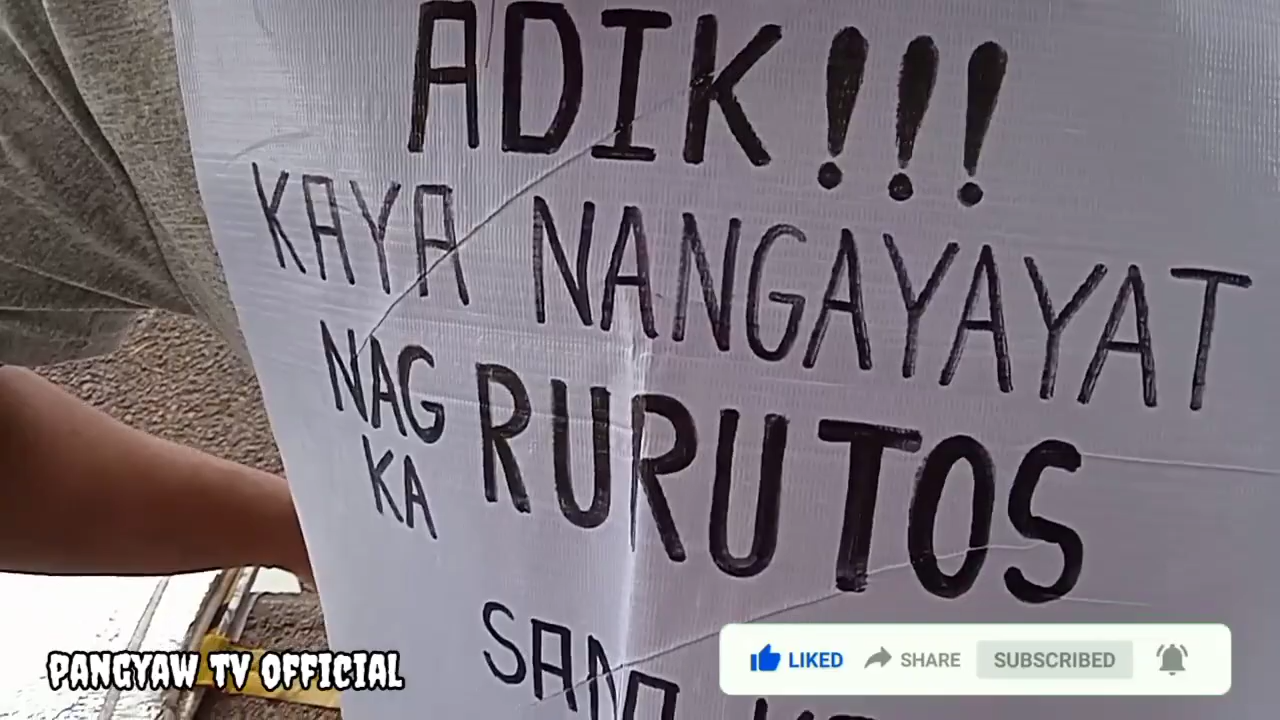 ADIK!!!
KAYA NANGAYAYAT
NAG RURUTOS
KA
PANGYAW TV OFFICIAL
LIKED SHARE SUBSCRIBED